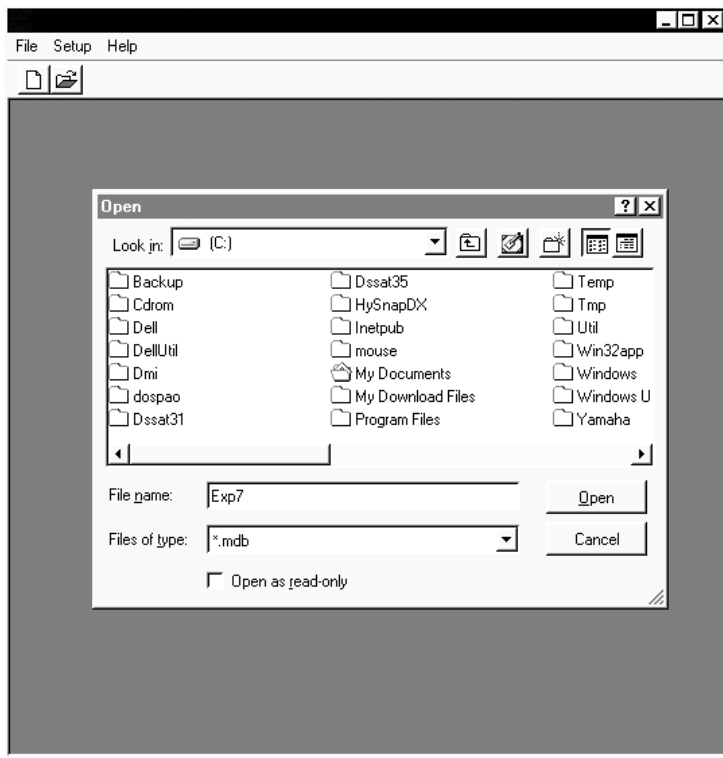 File Setup Help
Open
Look in: (C:)
Backup Dssat35 Temp
Cdrom HySnapDX Tmp
Dell Inetpub Util
DellUtil mouse Win32app
Dmi My Documents Windows
dospao My Download Files Windows U
Dssat31 Program Files Yamaha
File name: Exp7 Open
Files of type: *.mdb Cancel
Open as read-only